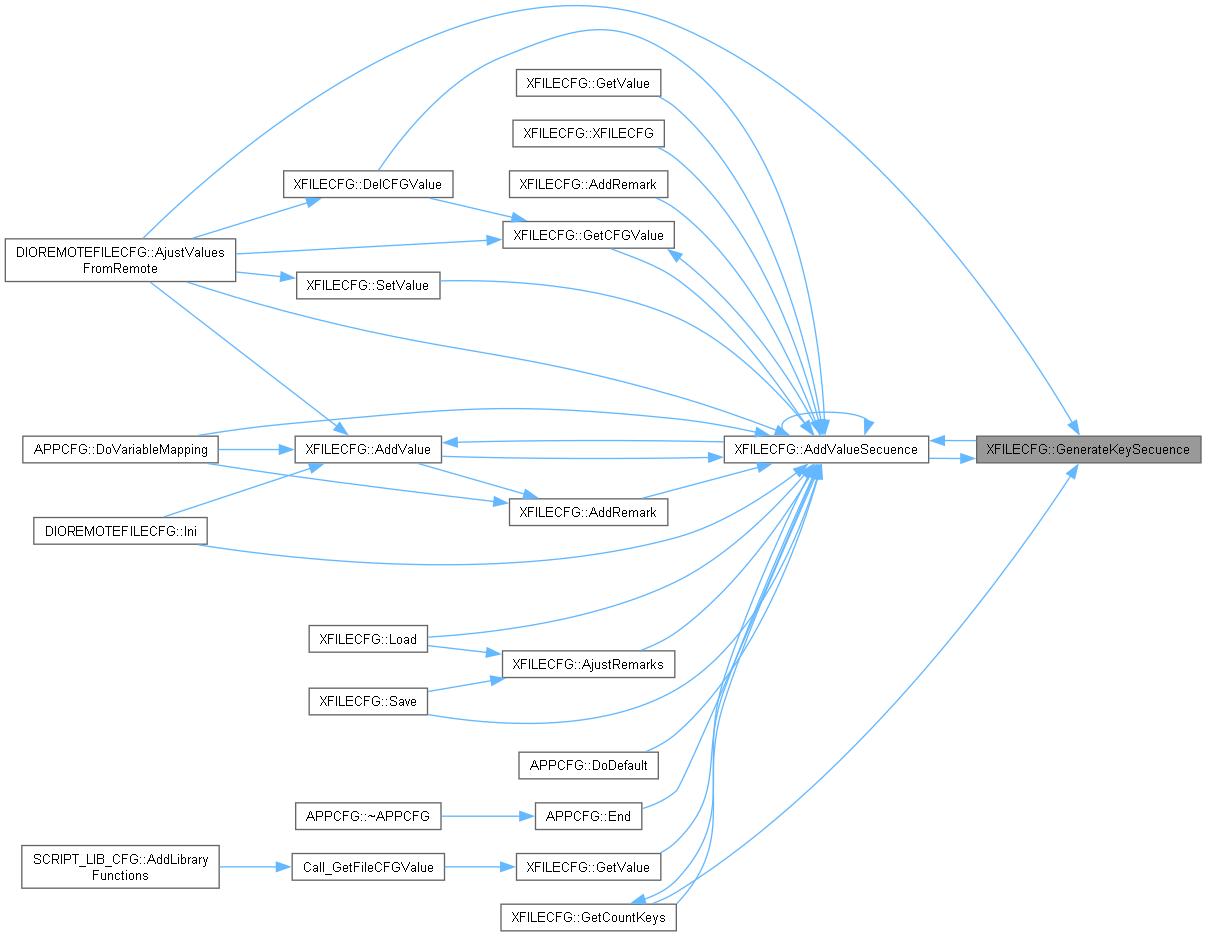 XFILECFG::GetValue
XFILECFG::XFILECFG
XFILECFG::DelCFGValue
XFILECFG::AddRemark
XFILECFG::GetCFGValue
DIOREMOTEFILECFG::AjustValues
FromRemote
XFILECFG::SetValue
APPCFG::DoVariableMapping
XFILECFG::AddValue
XFILECFG::AddValueSecuence
XFILECFG::GenerateKeySecuence
XFILECFG::AddRemark
DIOREMOTEFILECFG::Ini
XFILECFG::Load
XFILECFG::AjustRemarks
XFILECFG::Save
APPCFG::DoDefault
APPCFG::~APPCFG
APPCFG::End
SCRIPT_LIB_CFG::AddLibrary
Functions
Call_GetFileCFGValue
XFILECFG::GetValue
XFILECFG::GetCountKeys